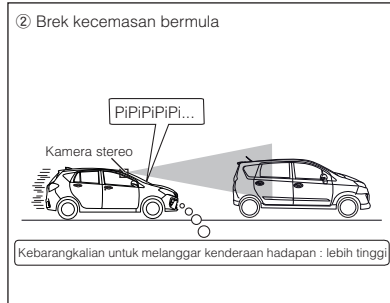 ② Brek kecemasan bermula
PiPiPiPiPi...
Kamera stereo
Kebarangkalian untuk melanggar kenderaan hadapan : lebih tinggi